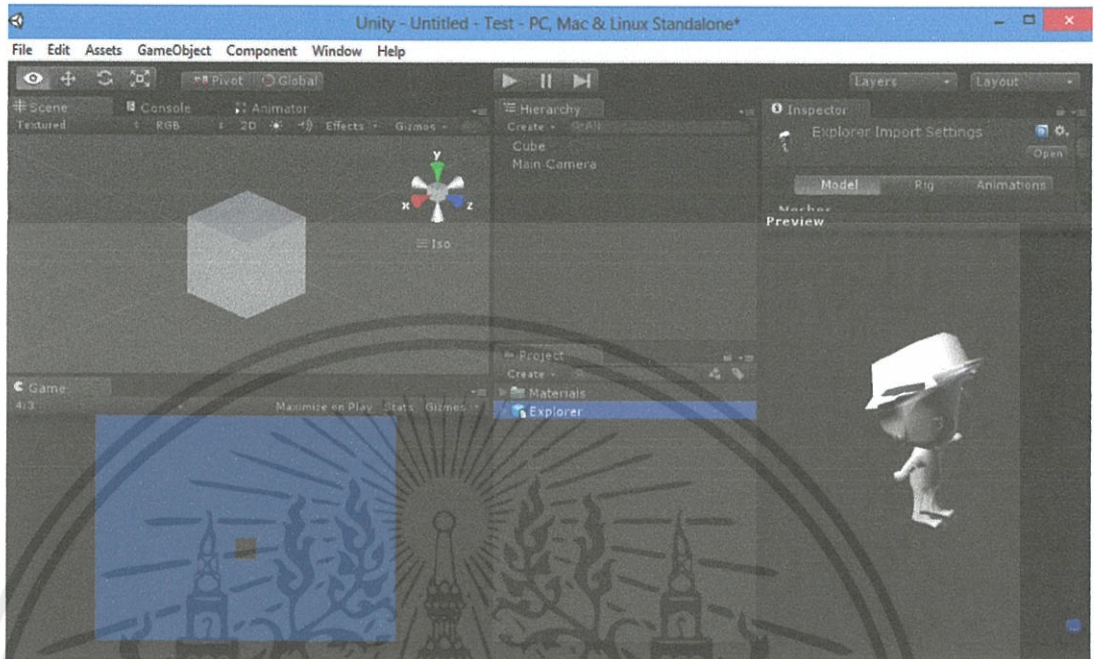 Unity - Untitled - Test - PC, Mac & Linux Standalone*
File Edit Assets GameObject Component Window Help
Pivot Global Layers Layout
Scene Console Animator
Textured RGB 2D Effects Gizmos
y
x z
Iso
Hierarchy
Create All
Cube
Main Camera
Inspector
Explorer Import Settings
Open
Model Rig Animations
Meshes
Preview
Game
4:3 Maximize on Play Stats Gizmos
Project
Create
Materials
Explorer